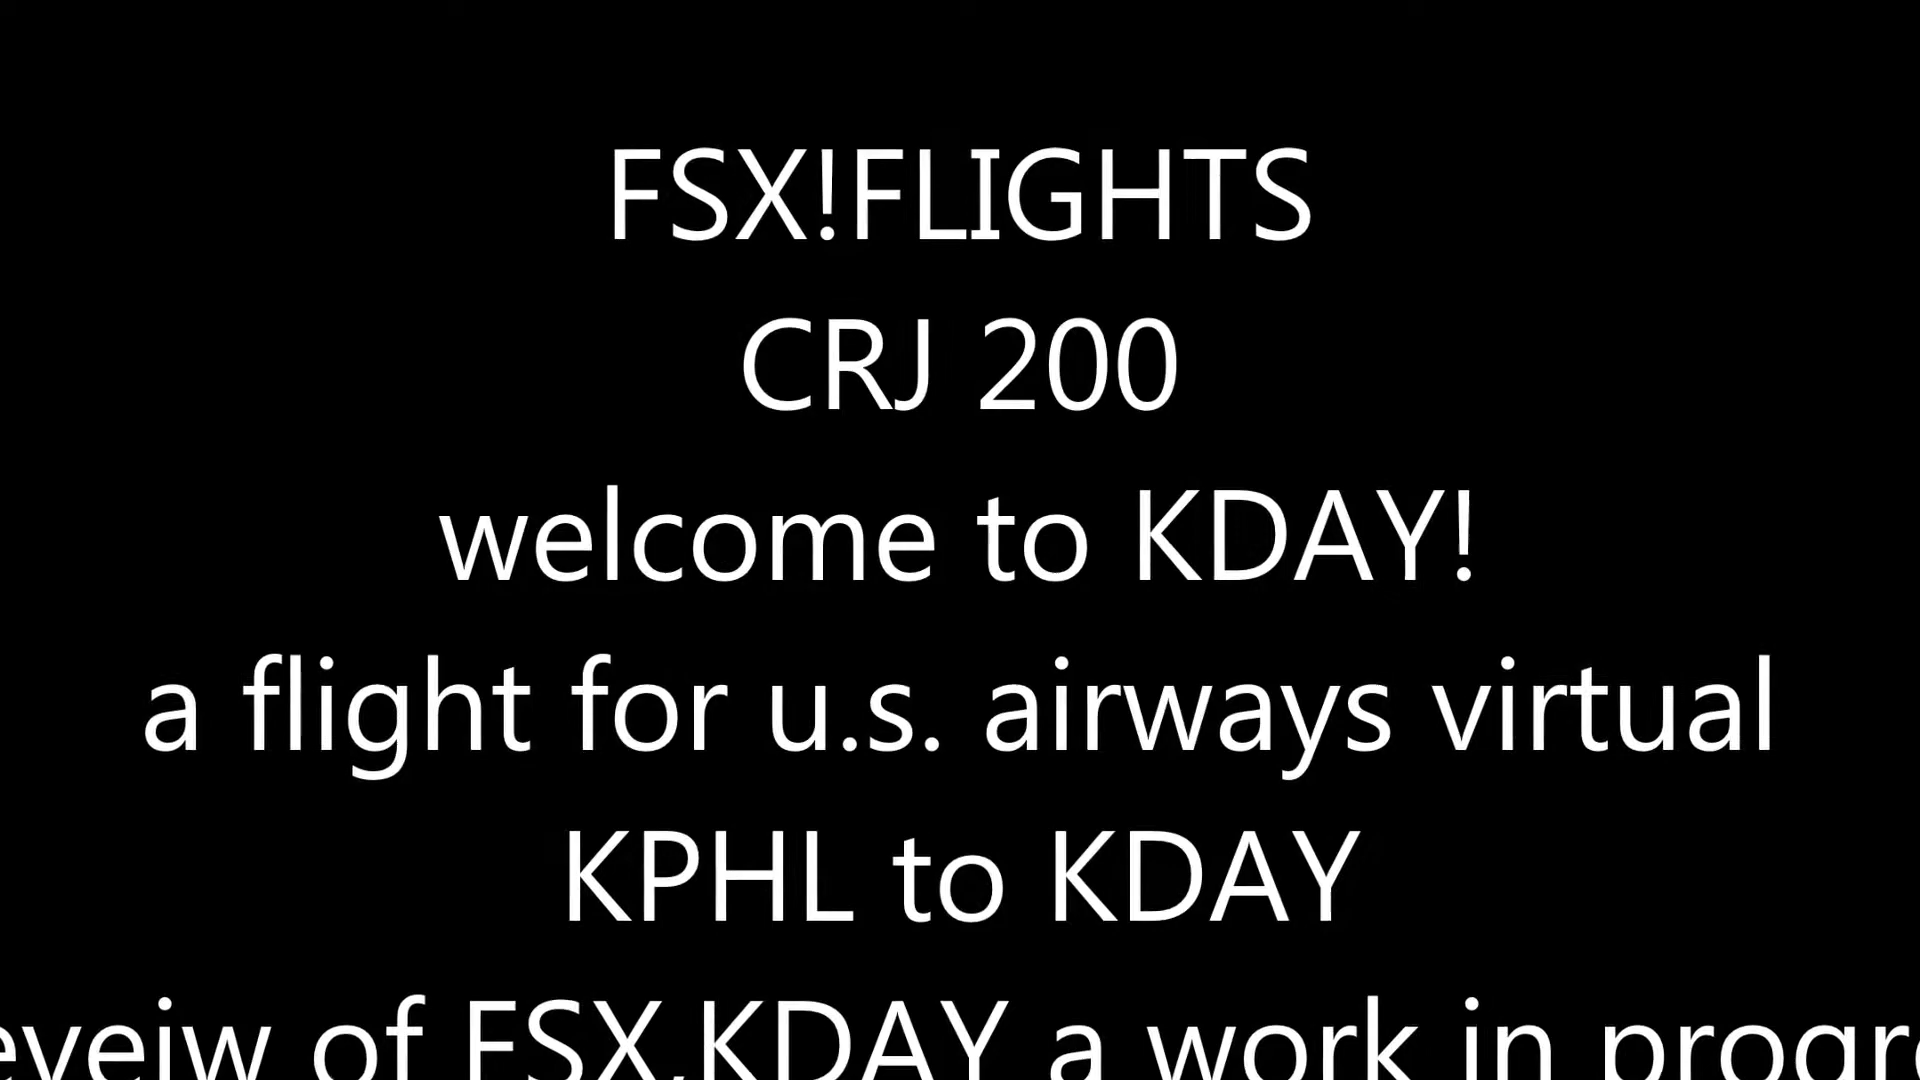 FSX!FLIGHTS
CRJ 200
welcome to KDAY!
a flight for u.s. airways virtual
KPHL to KDAY
of FSX,KDAY a work in